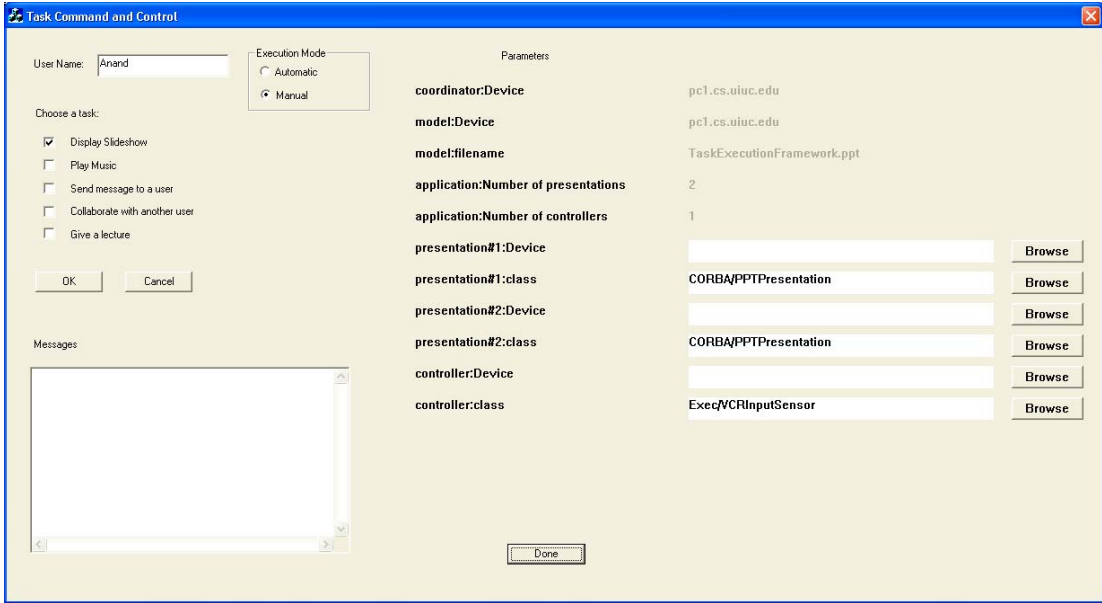 Task Command and Control
User Name: Anand
Execution Mode
Automatic
Manual
Choose a task:
Display Slideshow
Play Music
Send message to a user
Collaborate with another user
Give a lecture
OK Cancel
Messages
Parameters
coordinator:Device pc1.cs.uiuc.edu
model:Device pc1.cs.uiuc.edu
model:filename TaskExecutionFramework.ppt
application:Number of presentations 2
application:Number of controllers 1
presentation#1:Device Browse
presentation#1:class CORBA/PPTPresentation Browse
presentation#2:Device Browse
presentation#2:class CORBA/PPTPresentation Browse
controller:Device Browse
controller:class Exec/VCRInputSensor Browse
Done